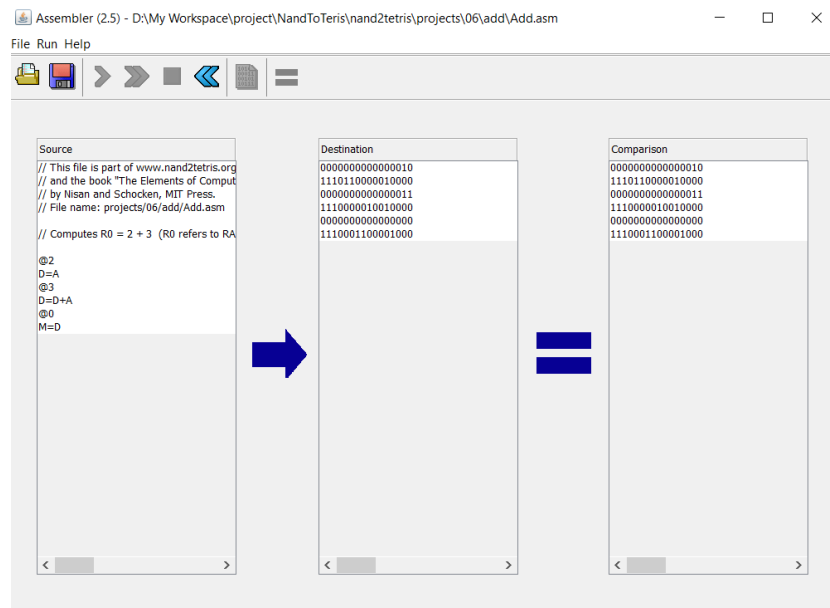 Assembler (2.5) - D:\My Workspace\project\NandToTeris\nand2tetris\projects\06\add\Add.asm
File Run Help
Source
// This file is part of www.nand2tetris.org
// and the book "The Elements of Comput
// by Nisan and Schocken, MIT Press.
// File name: projects/06/add/Add.asm
// Computes R0 = 2 + 3  (R0 refers to RA
@2
D=A
@3
D=D+A
@0
M=D
Destination
0000000000000010
1110110000010000
0000000000000011
1110000010010000
0000000000000000
1110001100001000
Comparison
0000000000000010
1110110000010000
0000000000000011
1110000010010000
0000000000000000
1110001100001000